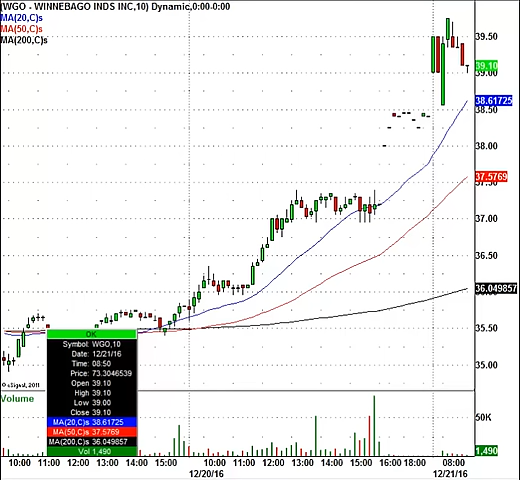 (WGO - WINNEBAGO INDS INC,10) Dynamic,0:00-0:00
MA(20,C)s
MA(50,C)s
MA(200,C)s
39.50
39.10
39.00
38.61725
38.50
38.00
37.5769
37.50
37.00
36.50
36.049857
35.50
35.00
OK
Symbol: WGO,10
Date: 12/21/16
Time: 08:50
Price: 73.3046539
Open 39.10
High 39.10
Low 39.00
Close 39.10
MA(20,C)s 38.61725
MA(50,C)s 37.5769
MA(200,C)s 36.049857
Vol 1,490
© eSignal, 2011
Volume
50K
1,490
10:00 11:00 12:00 13:00 14:00 15:00 10:00 11:00 12:00 13:00 14:00 15:00 16:00 18:00 08:00
12/20/16 12/21/16